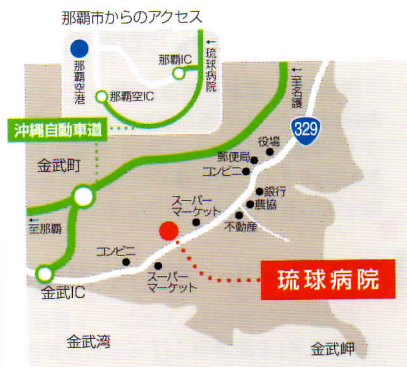 那覇市からのアクセス
那覇空港
那覇IC
那覇空IC
↑至琉球病院
沖縄自動車道
金武町
↑至名護
329
役場
郵便局
コンビニ
銀行
農協
不動産
スーパー
マーケット
←
至那覇
コンビニ
スーパー
マーケット
琉球病院
金武IC
金武湾
金武岬